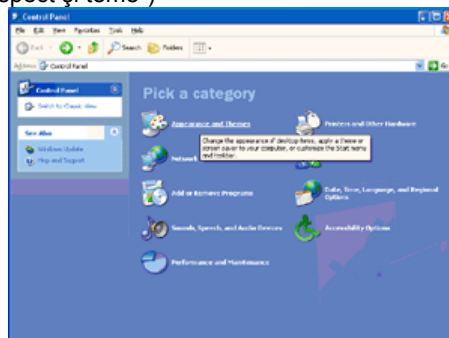 și teme")
Control Panel
File Edit View Favorites Tools Help
Back Search Folders
Address Control Panel Go
Control Panel
Switch to Classic View
See Also
Windows Update
Help and Support
Pick a category
Appearance and Themes
Printers and Other Hardware
Change the appearance of desktop items, apply a theme or
screen saver to your computer, or customize the Start menu
and taskbar.
Network
Add or Remove Programs
Date, Time, Language, and Regional
Options
Sounds, Speech, and Audio Devices
Accessibility Options
Performance and Maintenance